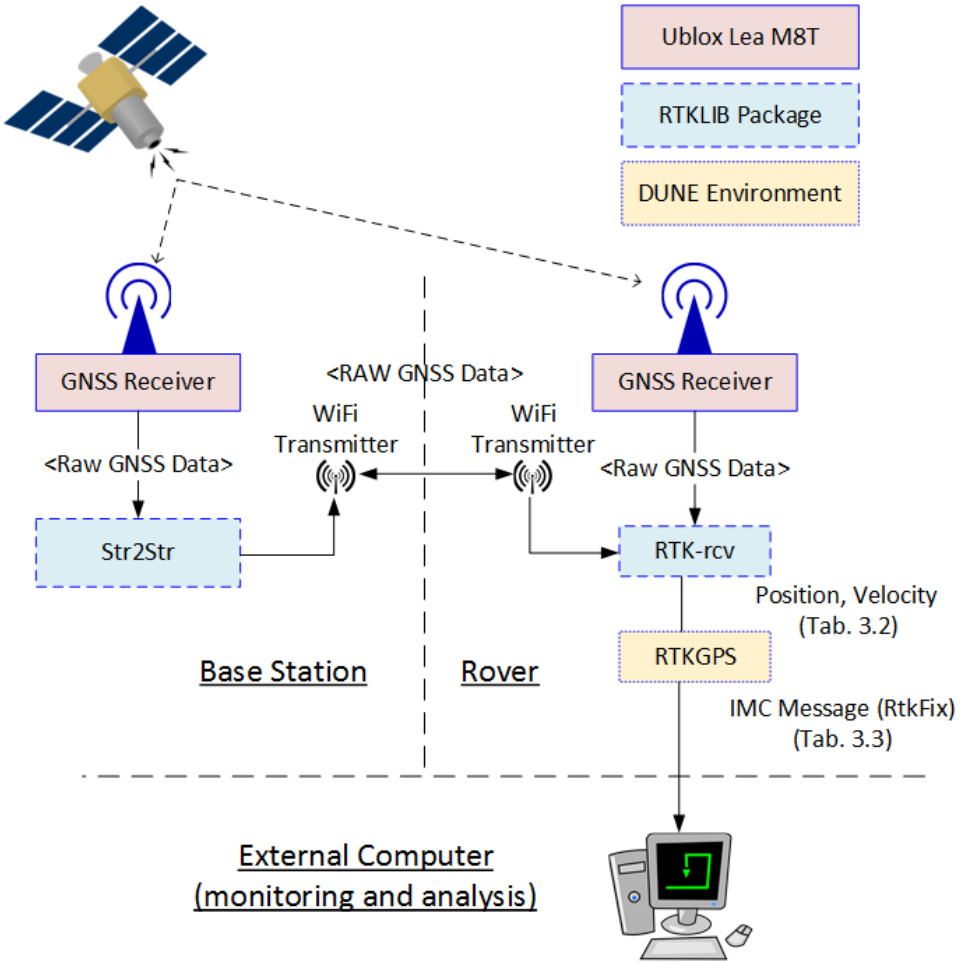 Ublox Lea M8T
RTKLIB Package
DUNE Environment
GNSS Receiver
<RAW GNSS Data>
GNSS Receiver
WiFi
Transmitter
WiFi
Transmitter
<Raw GNSS Data>
<Raw GNSS Data>
Str2Str
RTK-rcv
Position, Velocity
(Tab. 3.2)
RTKGPS
Base Station
Rover
IMC Message (RtkFix)
(Tab. 3.3)
External Computer
(monitoring and analysis)